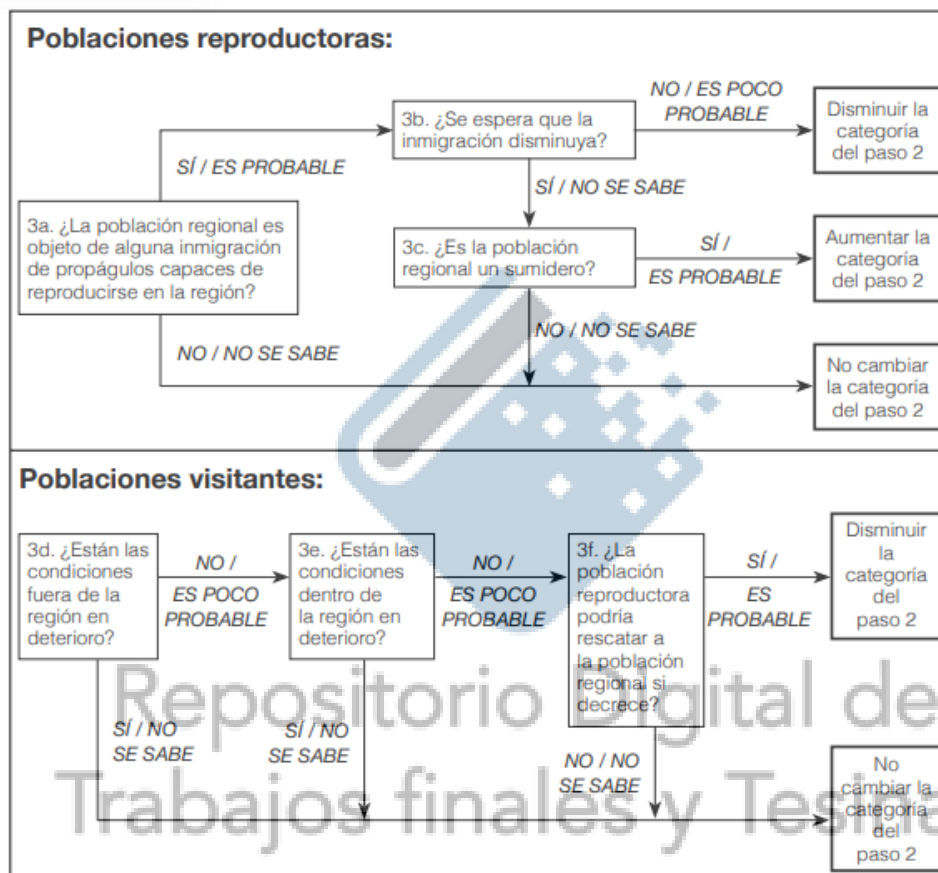 Poblaciones reproductoras:
NO / ES POCO
PROBABLE
3b. ¿Se espera que la
inmigración disminuya?
Disminuir la
categoría
del paso 2
SÍ / ES PROBABLE
SÍ / NO SE SABE
3a. ¿La población regional es
objeto de alguna inmigración
de propágulos capaces de
reproducirse en la región?
3c. ¿Es la población
regional un sumidero?
SÍ /
ES PROBABLE
Aumentar la
categoría
del paso 2
NO / NO SE SABE
NO / NO SE SABE
No cambiar
la categoría
del paso 2
Poblaciones visitantes:
3d. ¿Están las
condiciones
fuera de la
región en
deterioro?
NO /
ES POCO
PROBABLE
3e. ¿Están las
condiciones
dentro de
la región en
deterioro?
NO /
ES POCO
PROBABLE
3f. ¿La
población
reproductora
podría
rescatar a
la población
regional si
decrece?
SÍ /
ES
PROBABLE
Disminuir
la
categoría
del
paso 2
SÍ / NO
SE SABE
SÍ / NO
SE SABE
NO / NO
SE SABE
No
cambiar la
categoría
del
paso 2
Repositorio Digital de
Trabajos finales y Tesina